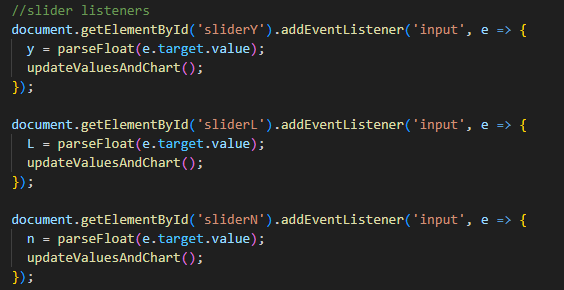 //slider listeners
document.getElementById('sliderY').addEventListener('input', e => {
  y = parseFloat(e.target.value);
  updateValuesAndChart();
});

document.getElementById('sliderL').addEventListener('input', e => {
  L = parseFloat(e.target.value);
  updateValuesAndChart();
});

document.getElementById('sliderN').addEventListener('input', e => {
  n = parseFloat(e.target.value);
  updateValuesAndChart();
});